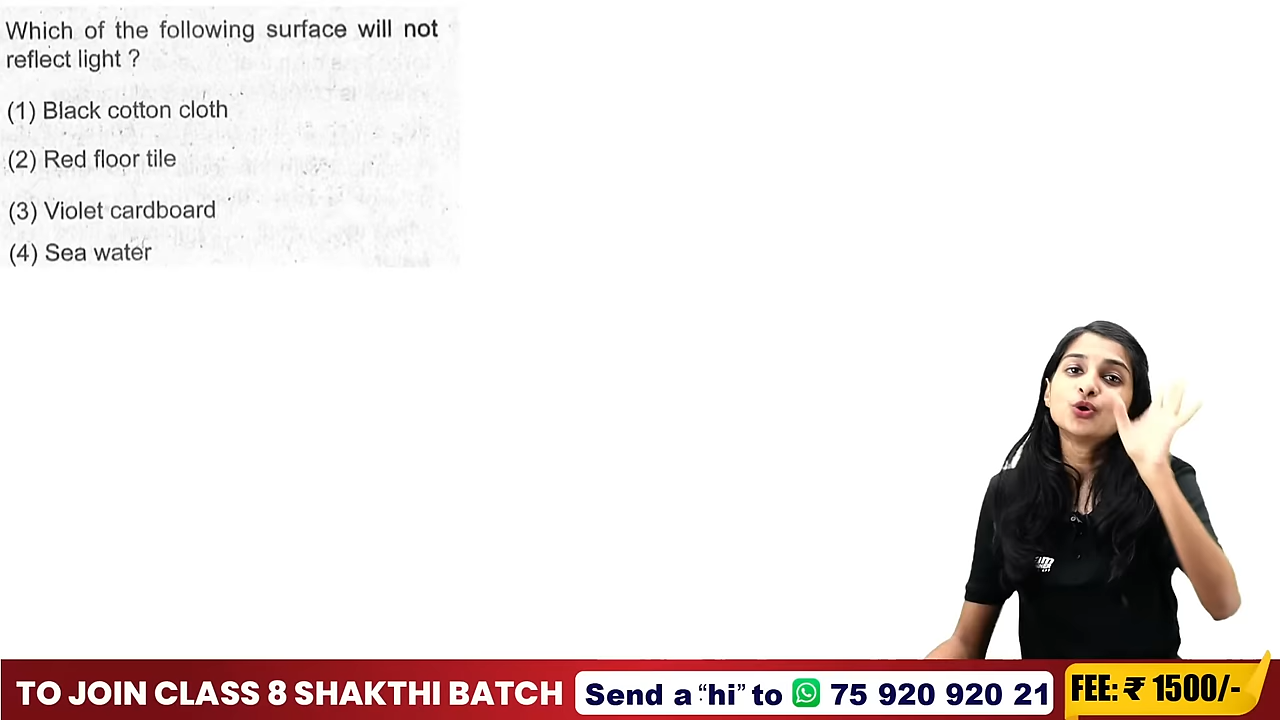 Which of the following surface will not
reflect light ?
(1) Black cotton cloth
(2) Red floor tile
(3) Violet cardboard
(4) Sea water
TO JOIN CLASS 8 SHAKTHI BATCH
Send a “hi” to 75 920 920 21
FEE: ₹ 1500/-